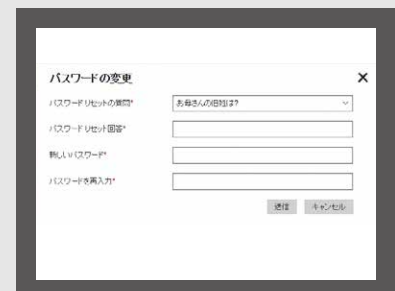 パスワードの変更
パスワードリセットの質問*
お母さんの旧姓は?
パスワードリセット回答*
新しいパスワード*
パスワードを再入力*
送信 キャンセル